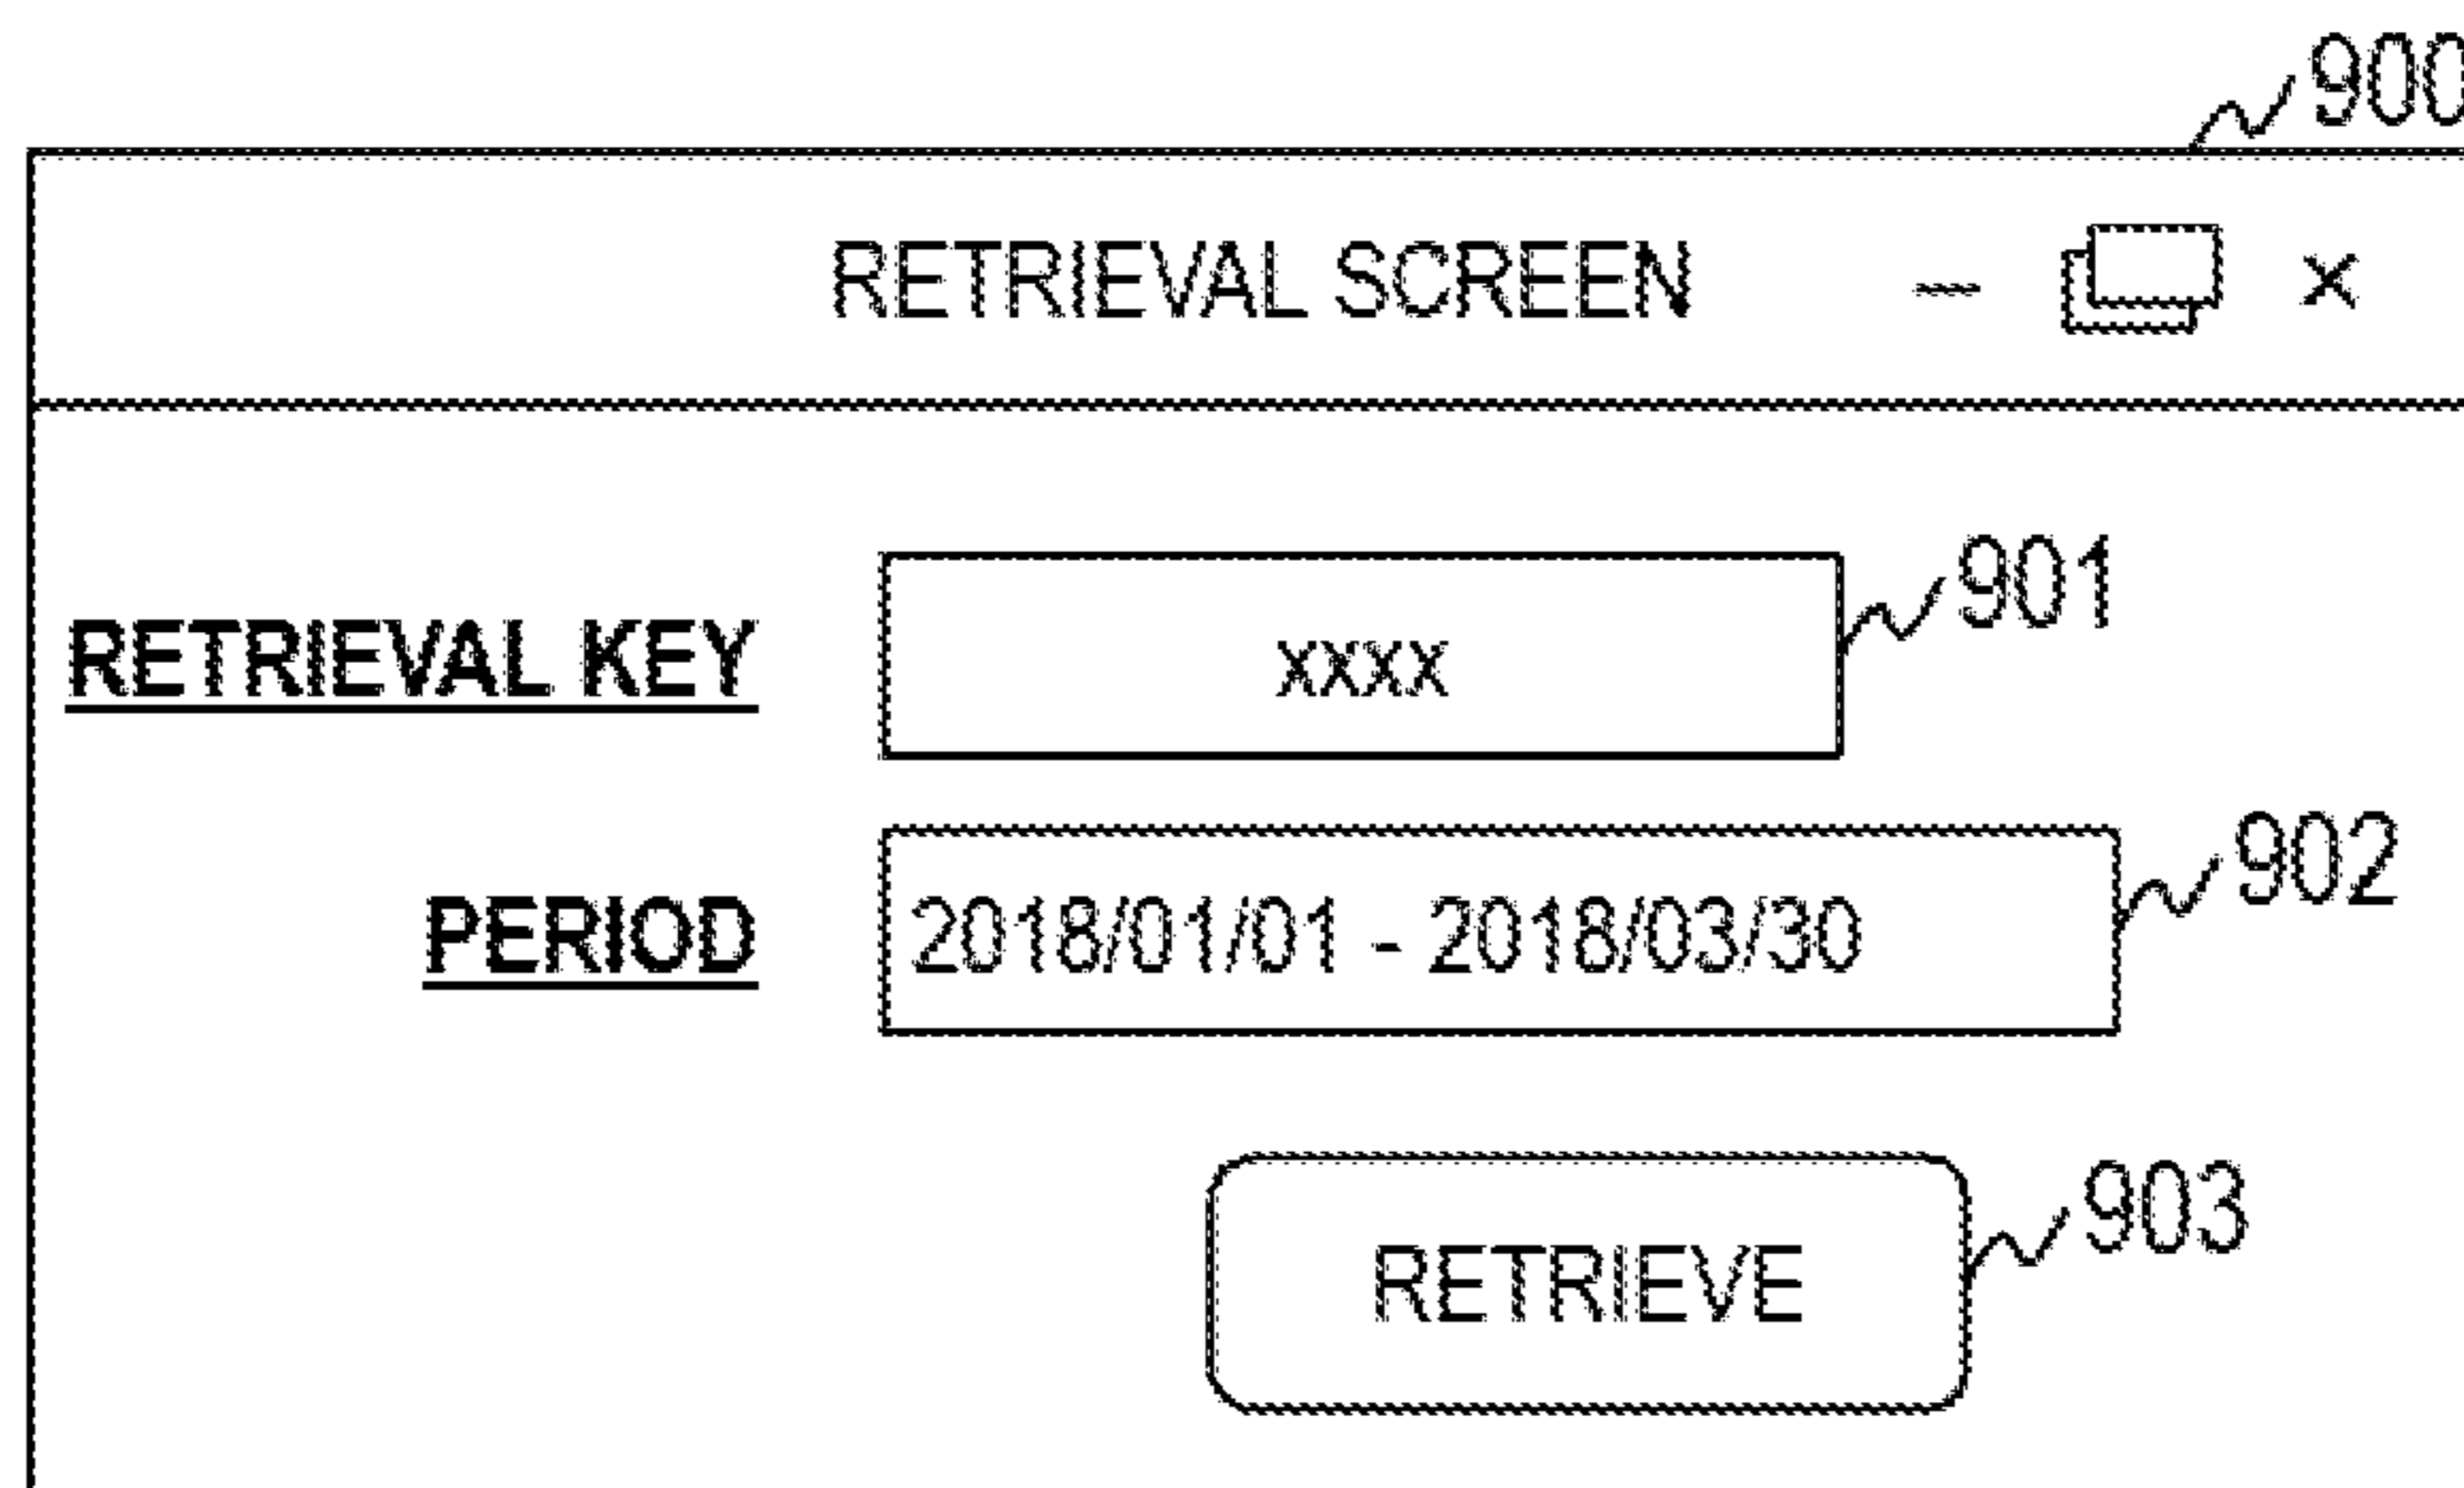 900
RETRIEVAL SCREEN – ×
901
RETRIEVAL KEY xxxx
902
PERIOD 2018/01/01 - 2018/03/30
903
RETRIEVE